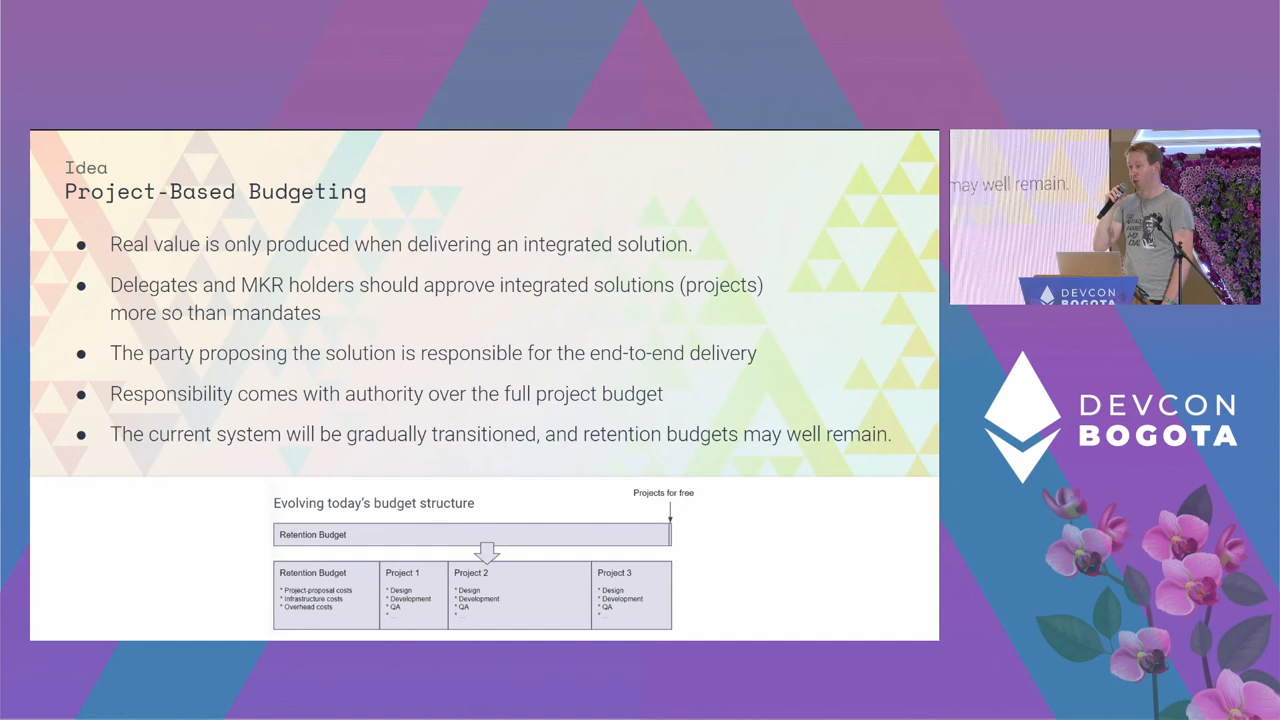 Idea
Project-Based Budgeting
● Real value is only produced when delivering an integrated solution.
● Delegates and MKR holders should approve integrated solutions (projects)
more so than mandates
● The party proposing the solution is responsible for the end-to-end delivery
● Responsibility comes with authority over the full project budget
● The current system will be gradually transitioned, and retention budgets may well remain.
Evolving today's budget structure
Projects for free
Retention Budget
Retention Budget
* Project-proposal costs
* Infrastructure costs
* Overhead costs
Project 1
* Design
* Development
* QA
* ...
Project 2
* Design
* Development
* QA
* ...
Project 3
* Design
* Development
* QA
* ...
may well remain.
DEVCON
BOGOTA
DEVCON
BOGOTA